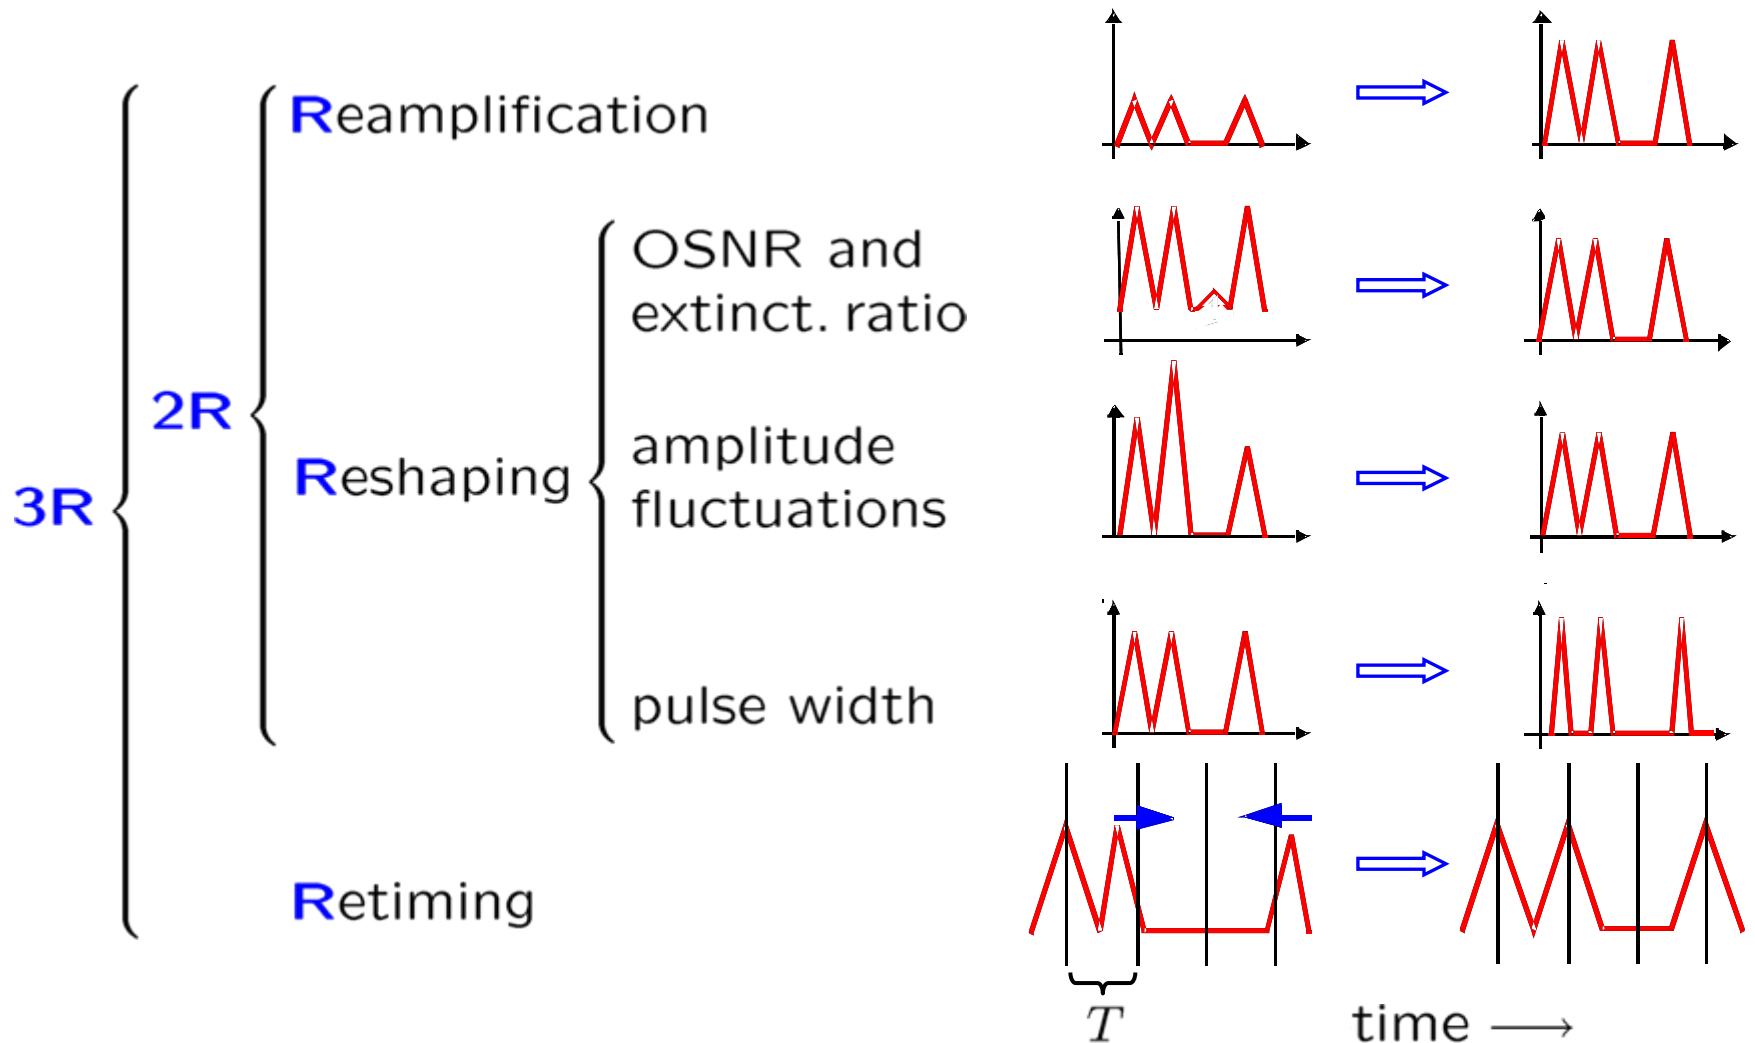 Reamplification
OSNR and
extinct. ratio
2R
amplitude
fluctuations
Reshaping
3R
pulse width
Retiming
T
time ⟶